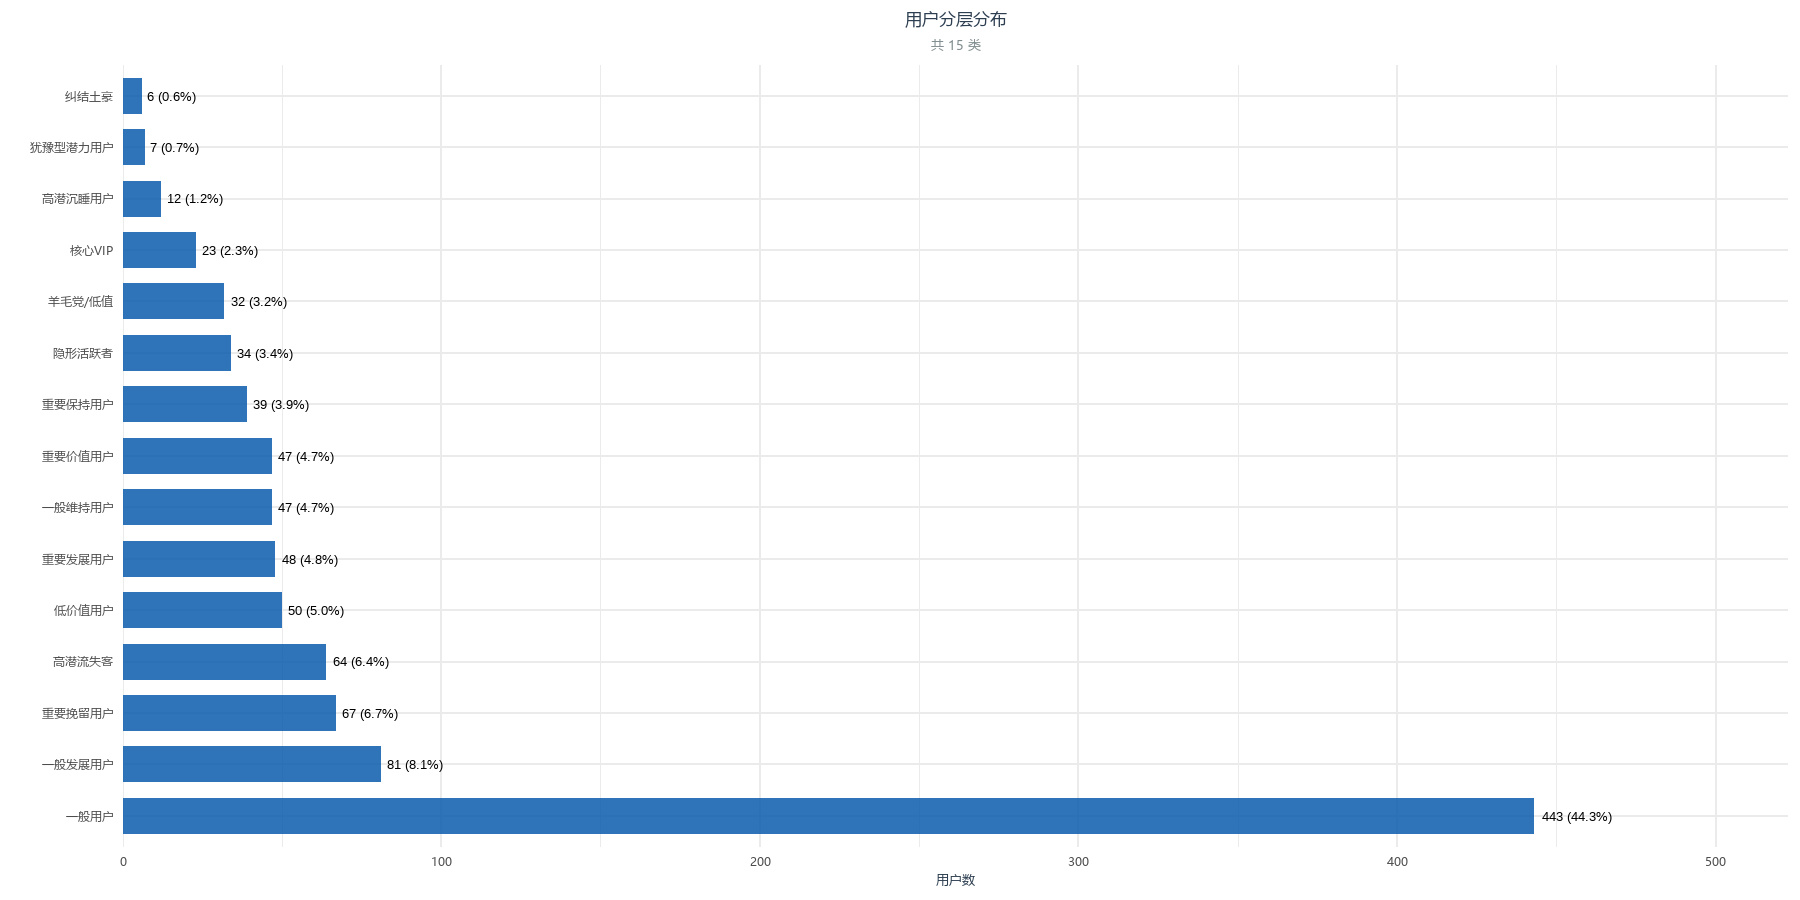 用户分层分布
共 15 类
纠结土豪 6 (0.6%)
犹豫型潜力用户 7 (0.7%)
高潜沉睡用户 12 (1.2%)
核心VIP 23 (2.3%)
羊毛党/低值 32 (3.2%)
隐形活跃者 34 (3.4%)
重要保持用户 39 (3.9%)
重要价值用户 47 (4.7%)
一般维持用户 47 (4.7%)
重要发展用户 48 (4.8%)
低价值用户 50 (5.0%)
高潜流失客 64 (6.4%)
重要挽留用户 67 (6.7%)
一般发展用户 81 (8.1%)
一般用户 443 (44.3%)
0 100 200 300 400 500
用户数